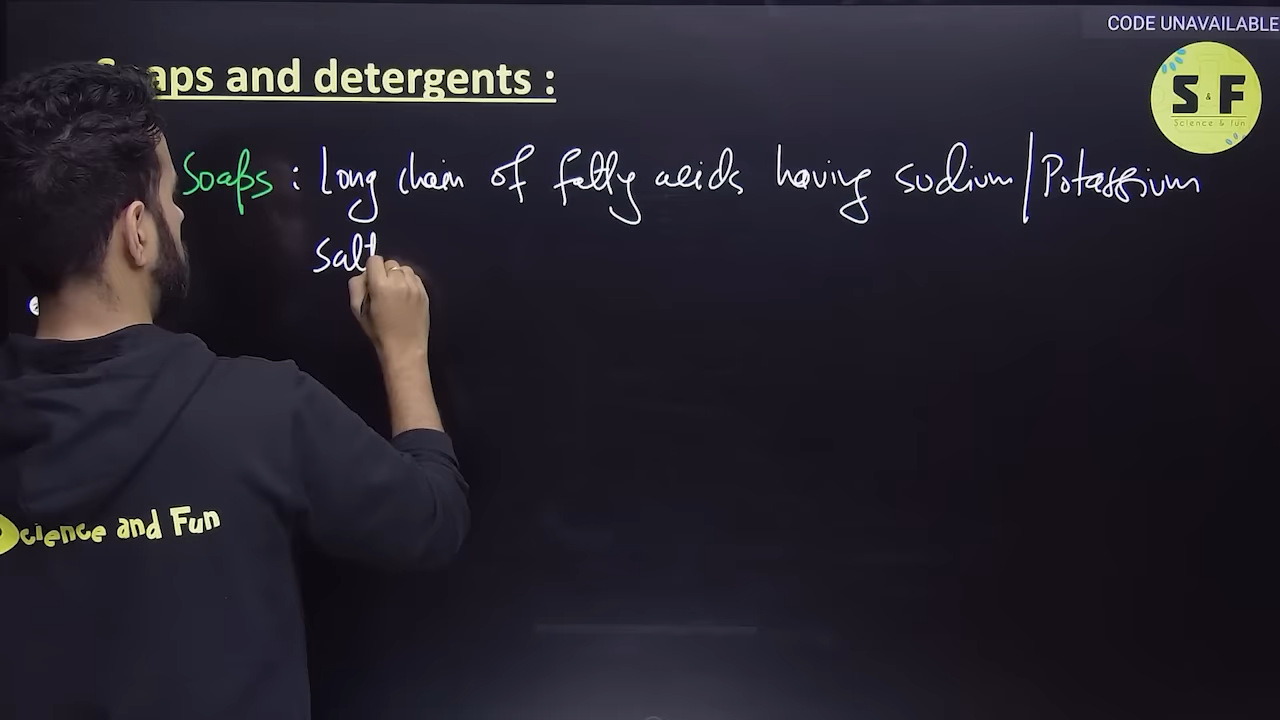 CODE UNAVAILABLE
Soaps and detergents :
S & F
Science & fun
Soaps : Long chain of fatty acids having sodium/Potassium
Salt
Science and Fun